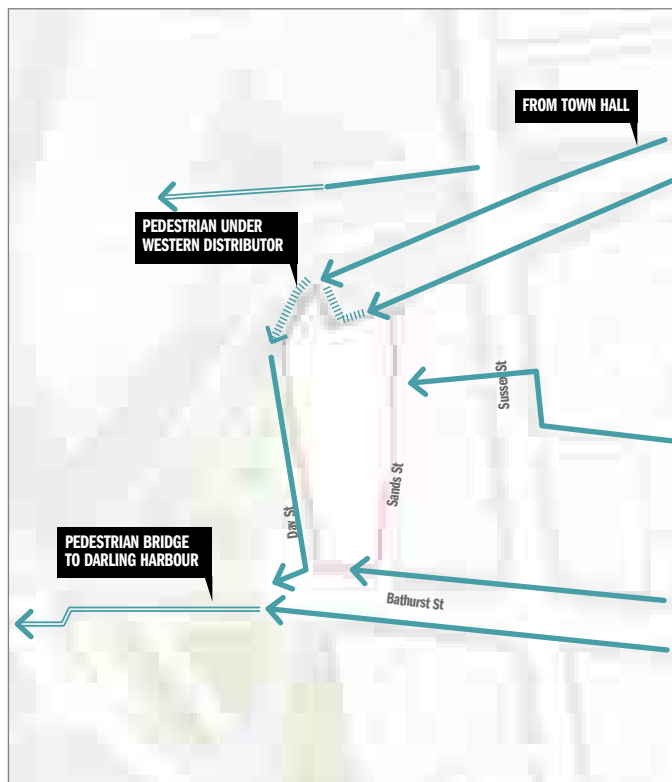 FROM TOWN HALL
PEDESTRIAN UNDER
WESTERN DISTRIBUTOR
Sussex St
Sands St
Day St
PEDESTRIAN BRIDGE
TO DARLING HARBOUR
Bathurst St